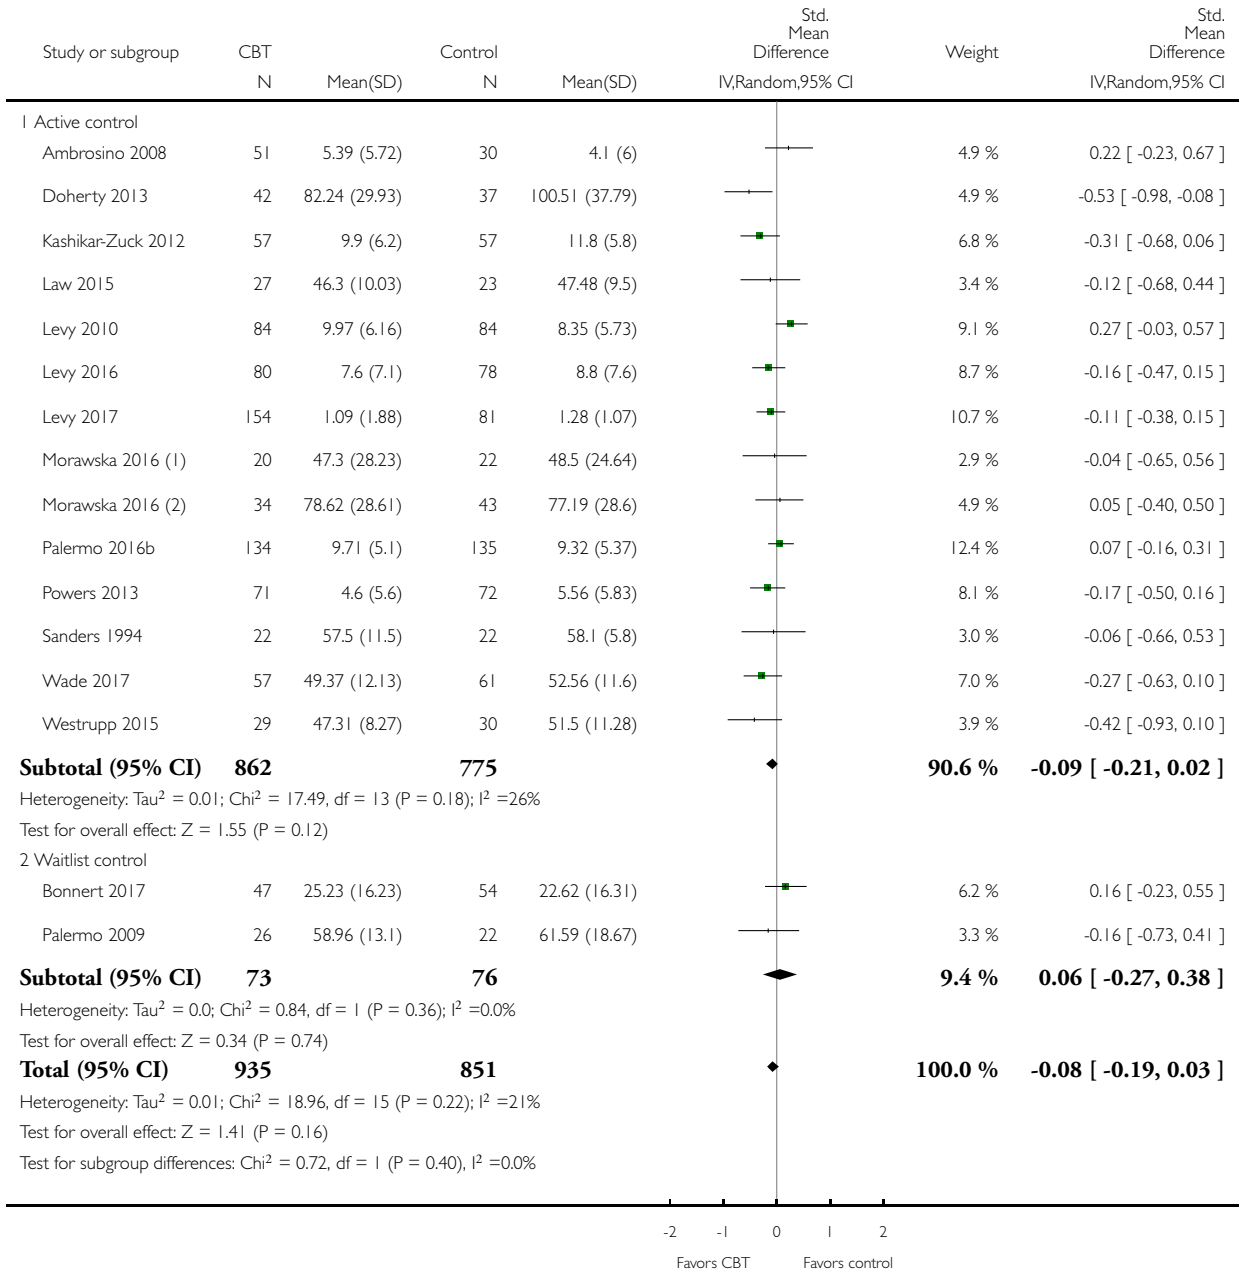 Std.
Mean
Difference
Std.
Mean
Difference
Study or subgroup CBT Control Weight
N Mean(SD) N Mean(SD) IV,Random,95% CI IV,Random,95% CI
1 Active control
Ambrosino 2008 51 5.39 (5.72) 30 4.1 (6) 4.9 % 0.22 [ -0.23, 0.67 ]
Doherty 2013 42 82.24 (29.93) 37 100.51 (37.79) 4.9 % -0.53 [ -0.98, -0.08 ]
Kashikar-Zuck 2012 57 9.9 (6.2) 57 11.8 (5.8) 6.8 % -0.31 [ -0.68, 0.06 ]
Law 2015 27 46.3 (10.03) 23 47.48 (9.5) 3.4 % -0.12 [ -0.68, 0.44 ]
Levy 2010 84 9.97 (6.16) 84 8.35 (5.73) 9.1 % 0.27 [ -0.03, 0.57 ]
Levy 2016 80 7.6 (7.1) 78 8.8 (7.6) 8.7 % -0.16 [ -0.47, 0.15 ]
Levy 2017 154 1.09 (1.88) 81 1.28 (1.07) 10.7 % -0.11 [ -0.38, 0.15 ]
Morawska 2016 (1) 20 47.3 (28.23) 22 48.5 (24.64) 2.9 % -0.04 [ -0.65, 0.56 ]
Morawska 2016 (2) 34 78.62 (28.61) 43 77.19 (28.6) 4.9 % 0.05 [ -0.40, 0.50 ]
Palermo 2016b 134 9.71 (5.1) 135 9.32 (5.37) 12.4 % 0.07 [ -0.16, 0.31 ]
Powers 2013 71 4.6 (5.6) 72 5.56 (5.83) 8.1 % -0.17 [ -0.50, 0.16 ]
Sanders 1994 22 57.5 (11.5) 22 58.1 (5.8) 3.0 % -0.06 [ -0.66, 0.53 ]
Wade 2017 57 49.37 (12.13) 61 52.56 (11.6) 7.0 % -0.27 [ -0.63, 0.10 ]
Westrupp 2015 29 47.31 (8.27) 30 51.5 (11.28) 3.9 % -0.42 [ -0.93, 0.10 ]
Subtotal (95% CI) 862 775 90.6 % -0.09 [ -0.21, 0.02 ]
Heterogeneity: Tau² = 0.01; Chi² = 17.49, df = 13 (P = 0.18); I² =26%
Test for overall effect: Z = 1.55 (P = 0.12)
2 Waitlist control
Bonnert 2017 47 25.23 (16.23) 54 22.62 (16.31) 6.2 % 0.16 [ -0.23, 0.55 ]
Palermo 2009 26 58.96 (13.1) 22 61.59 (18.67) 3.3 % -0.16 [ -0.73, 0.41 ]
Subtotal (95% CI) 73 76 9.4 % 0.06 [ -0.27, 0.38 ]
Heterogeneity: Tau² = 0.0; Chi² = 0.84, df = 1 (P = 0.36); I² =0.0%
Test for overall effect: Z = 0.34 (P = 0.74)
Total (95% CI) 935 851 100.0 % -0.08 [ -0.19, 0.03 ]
Heterogeneity: Tau² = 0.01; Chi² = 18.96, df = 15 (P = 0.22); I² =21%
Test for overall effect: Z = 1.41 (P = 0.16)
Test for subgroup differences: Chi² = 0.72, df = 1 (P = 0.40), I² =0.0%
-2 -1 0 1 2
Favors CBT Favors control